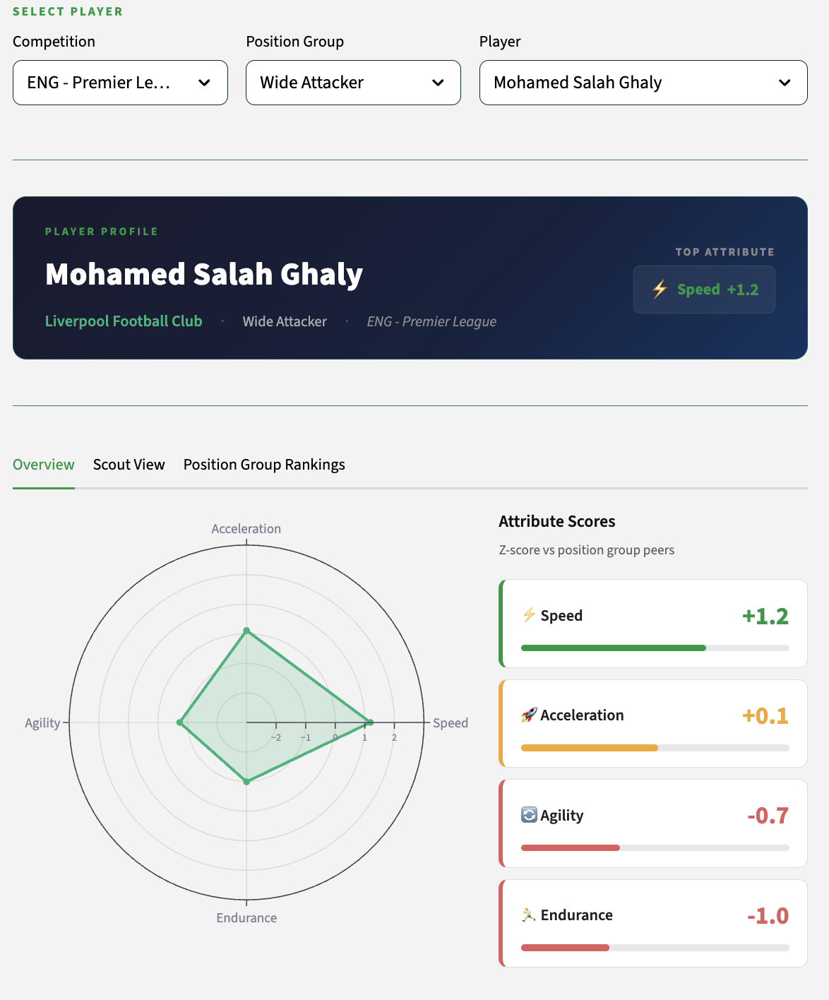 SELECT PLAYER
Competition
Position Group
Player
ENG - Premier Le...
Wide Attacker
Mohamed Salah Ghaly
PLAYER PROFILE
Mohamed Salah Ghaly
Liverpool Football Club · Wide Attacker · ENG - Premier League
TOP ATTRIBUTE
⚡ Speed +1.2
Overview
Scout View
Position Group Rankings
Acceleration
Agility
Speed
−2 −1 0 1 2
Endurance
Attribute Scores
Z-score vs position group peers
⚡ Speed +1.2
🚀 Acceleration +0.1
🔄 Agility -0.7
🏃 Endurance -1.0